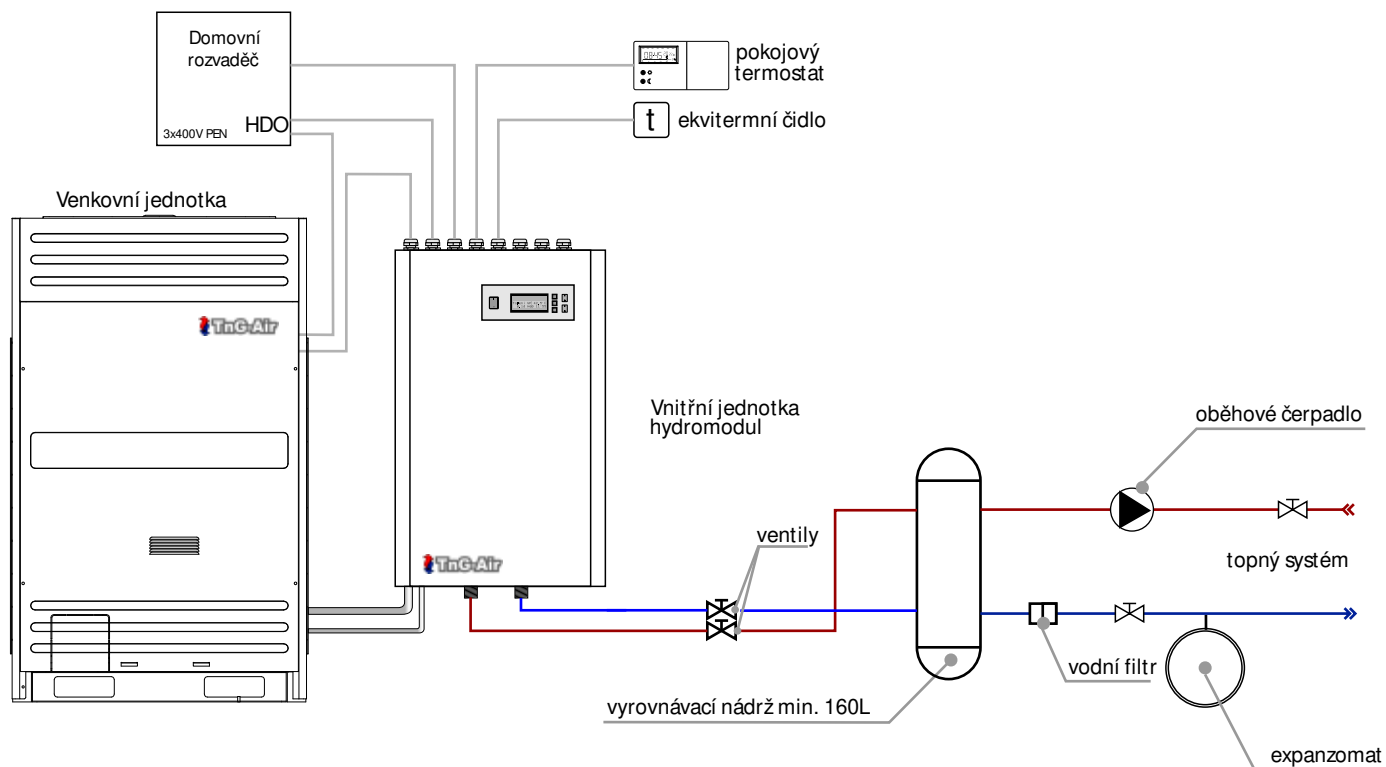 Domovní
rozvaděč
HDO
3x400V PEN
pokojový
termostat
t
ekvitermní čidlo
Venkovní jednotka
TnG-Air
Vnitřní jednotka
hydromodul
TnG-Air
oběhové čerpadlo
ventily
topný systém
vodní filtr
vyrovnávací nádrž min. 160L
expanzomat